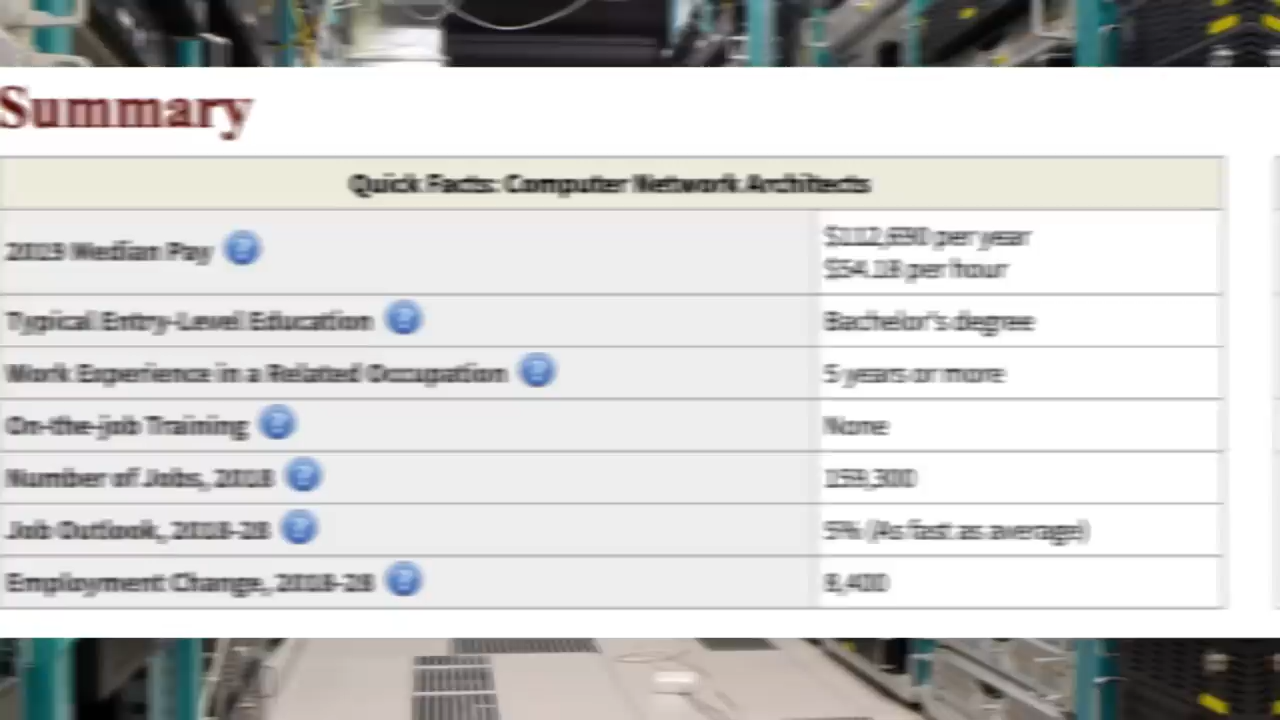 Summary
Quick Facts: Computer Network Architects
2019 Median Pay
$112,690 per year
$54.18 per hour
Typical Entry-Level Education
Bachelor's degree
Work Experience in a Related Occupation
5 years or more
On-the-job Training
None
Number of Jobs, 2018
159,300
Job Outlook, 2018-28
5% (As fast as average)
Employment Change, 2018-28
8,400